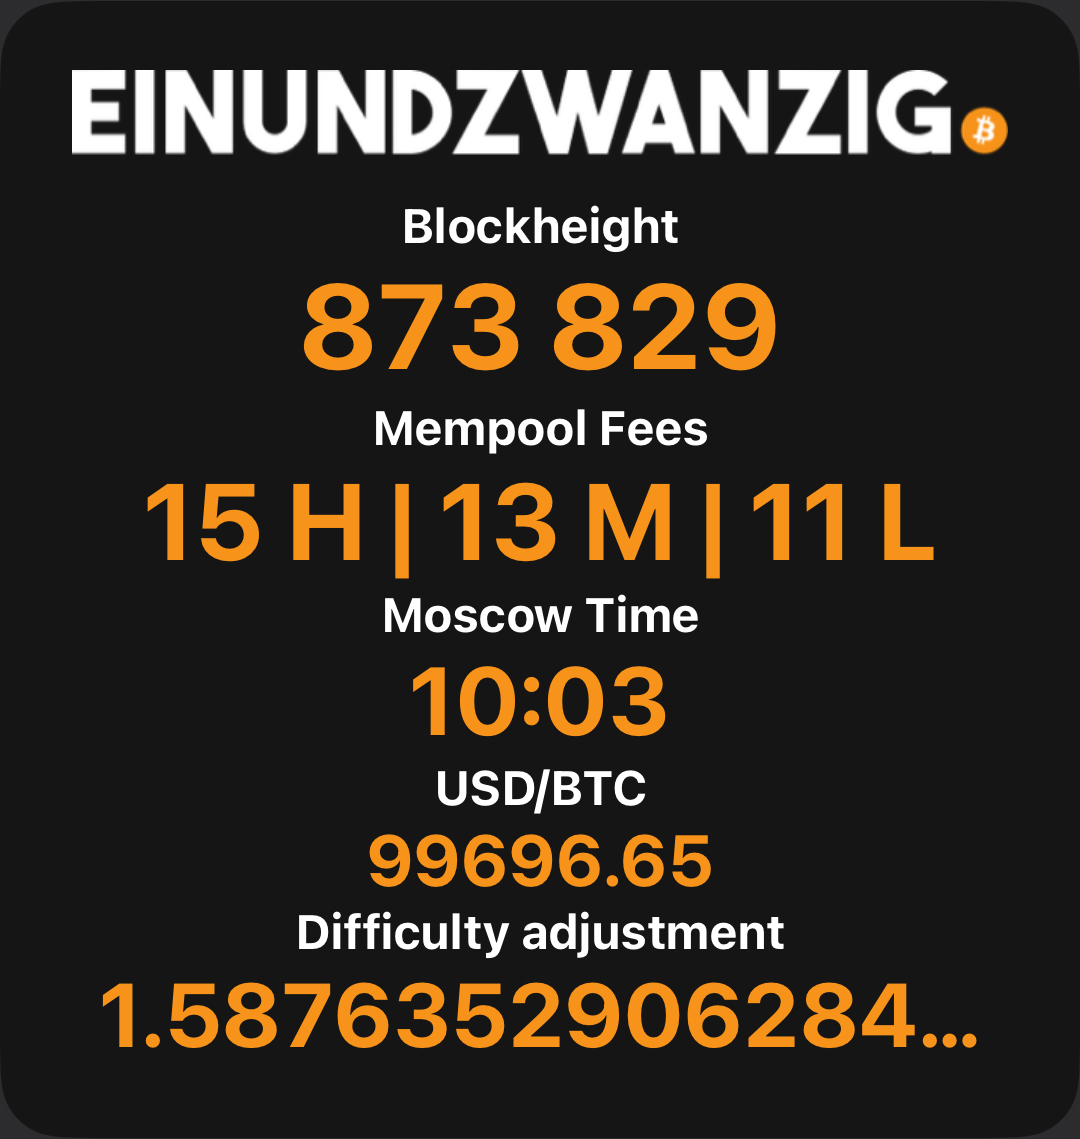 EINUNDZWANZIG
Blockheight
873 829
Mempool Fees
15 H | 13 M | 11 L
Moscow Time
10:03
USD/BTC
99696.65
Difficulty adjustment
1.5876352906284...